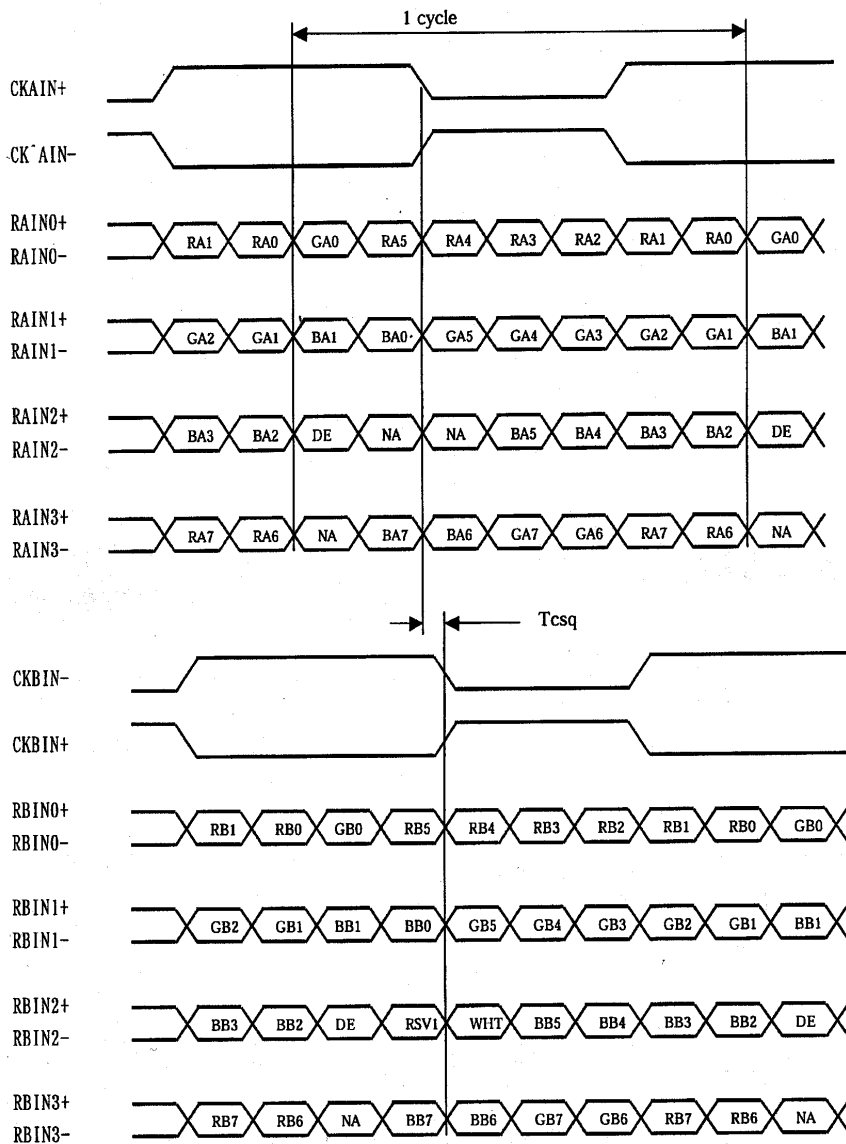 1 cycle
CKAIN+
CK^AIN-
RAIN0+
RA1 RA0 GA0 RA5 RA4 RA3 RA2 RA1 RA0 GA0
RAIN0-
RAIN1+
GA2 GA1 BA1 BA0 GA5 GA4 GA3 GA2 GA1 BA1
RAIN1-
RAIN2+
BA3 BA2 DE NA NA BA5 BA4 BA3 BA2 DE
RAIN2-
RAIN3+
RA7 RA6 NA BA7 BA6 GA7 GA6 RA7 RA6 NA
RAIN3-
Tcsq
CKBIN-
CKBIN+
RBIN0+
RB1 RB0 GB0 RB5 RB4 RB3 RB2 RB1 RB0 GB0
RBIN0-
RBIN1+
GB2 GB1 BB1 BB0 GB5 GB4 GB3 GB2 GB1 BB1
RBIN1-
RBIN2+
BB3 BB2 DE RSV1 WHT BB5 BB4 BB3 BB2 DE
RBIN2-
RBIN3+
RB7 RB6 NA BB7 BB6 GB7 GB6 RB7 RB6 NA
RBIN3-